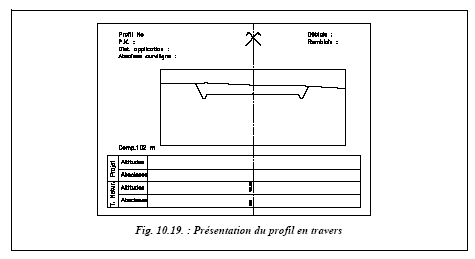 Profil No
P.K. :
Dist. application :
Abscisse curviligne :
Déblais :
Remblais :
Comp.102 m
Projet
Altitudes
Abscisses
T. Natur.
Altitudes
Abscisses
Fig. 10.19. : Présentation du profil en travers